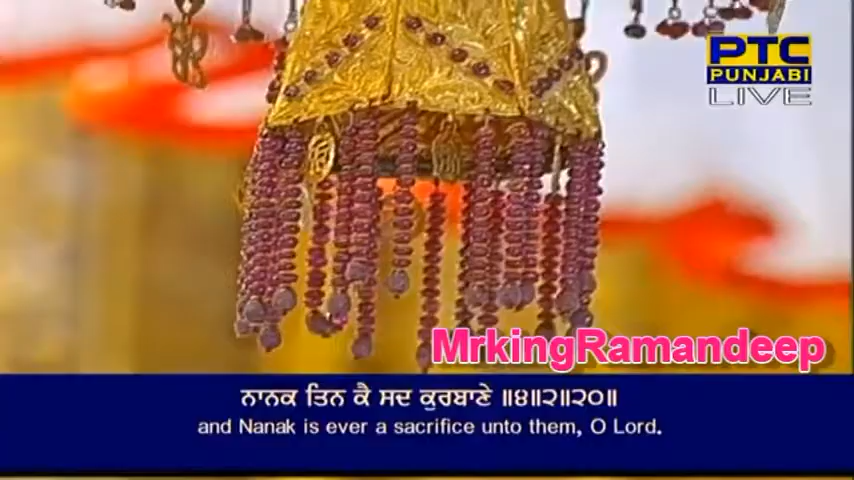 PTC
PUNJABI
LIVE
MrkingRamandeep
ਨਾਨਕ ਤਿਨ ਕੈ ਸਦ ਕੁਰਬਾਣੇ ॥੪॥੨॥੨੦॥
and Nanak is ever a sacrifice unto them, O Lord.